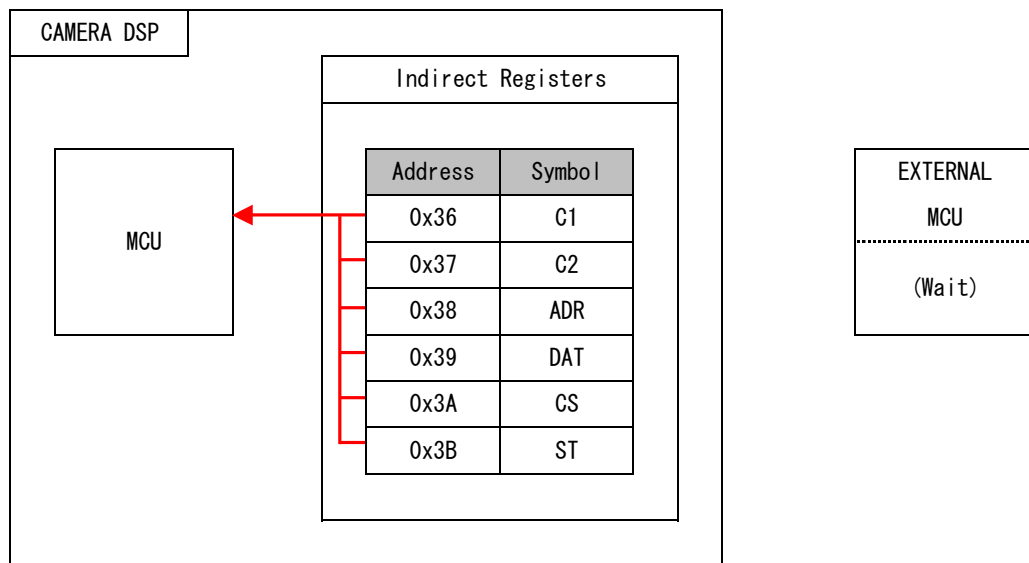 CAMERA DSP
Indirect Registers
MCU
Address Symbol
0x36 C1
0x37 C2
0x38 ADR
0x39 DAT
0x3A CS
0x3B ST
EXTERNAL
MCU
(Wait)